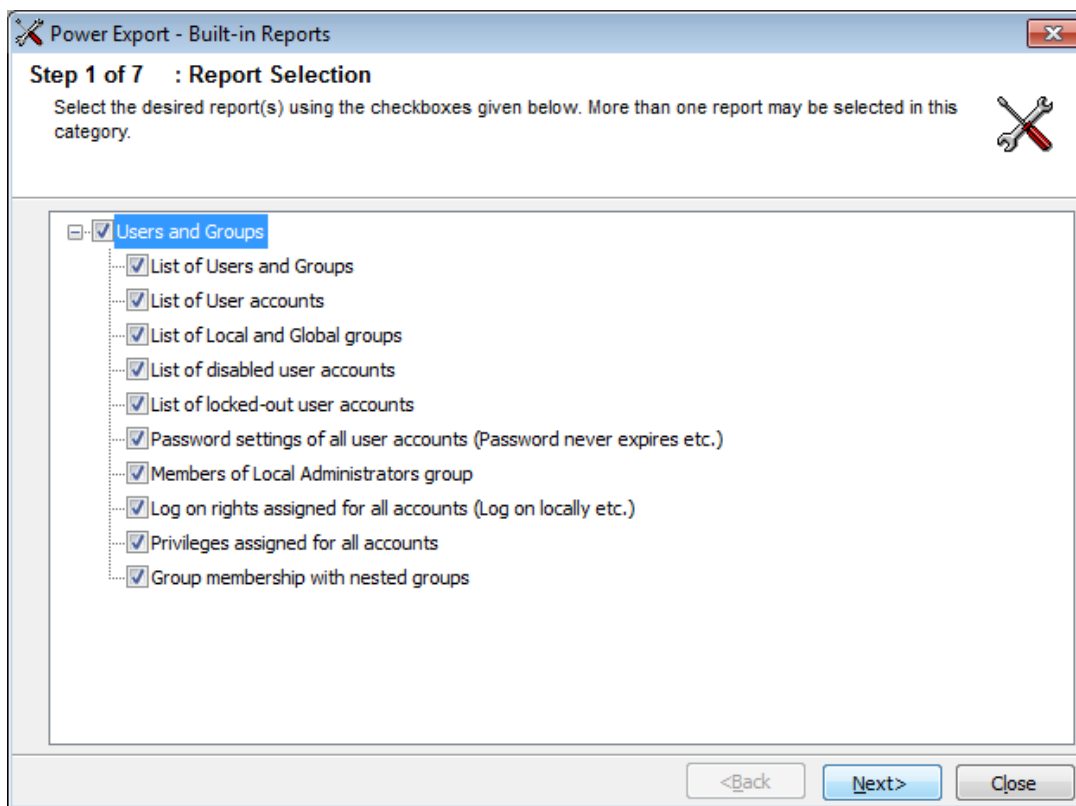 Power Export - Built-in Reports
Step 1 of 7 : Report Selection
Select the desired report(s) using the checkboxes given below. More than one report may be selected in this
category.
Users and Groups
List of Users and Groups
List of User accounts
List of Local and Global groups
List of disabled user accounts
List of locked-out user accounts
Password settings of all user accounts (Password never expires etc.)
Members of Local Administrators group
Log on rights assigned for all accounts (Log on locally etc.)
Privileges assigned for all accounts
Group membership with nested groups
<Back Next> Close